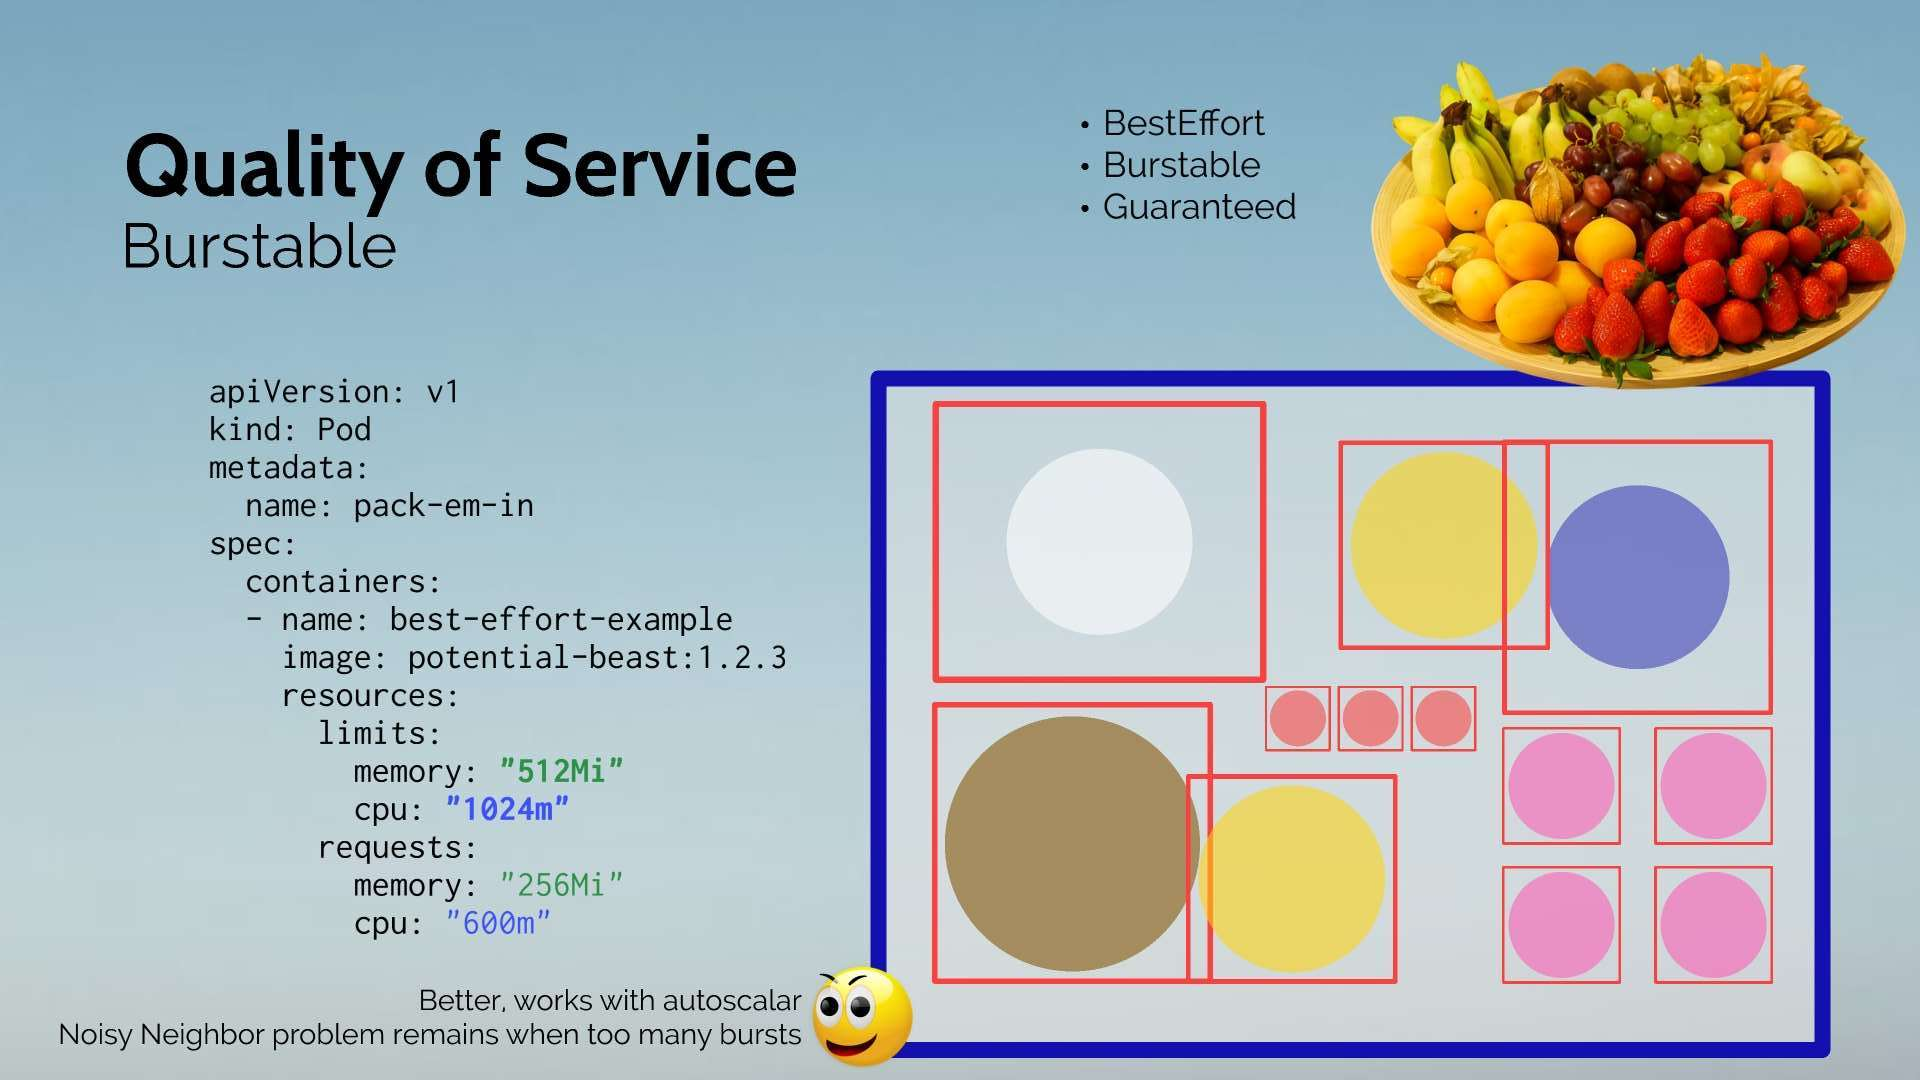 Quality of Service
Burstable
• BestEffort
• Burstable
• Guaranteed
apiVersion: v1
kind: Pod
metadata:
  name: pack-em-in
spec:
  containers:
  - name: best-effort-example
    image: potential-beast:1.2.3
    resources:
      limits:
        memory: "512Mi"
        cpu: "1024m"
      requests:
        memory: "256Mi"
        cpu: "600m"
Better, works with autoscalar
Noisy Neighbor problem remains when too many bursts